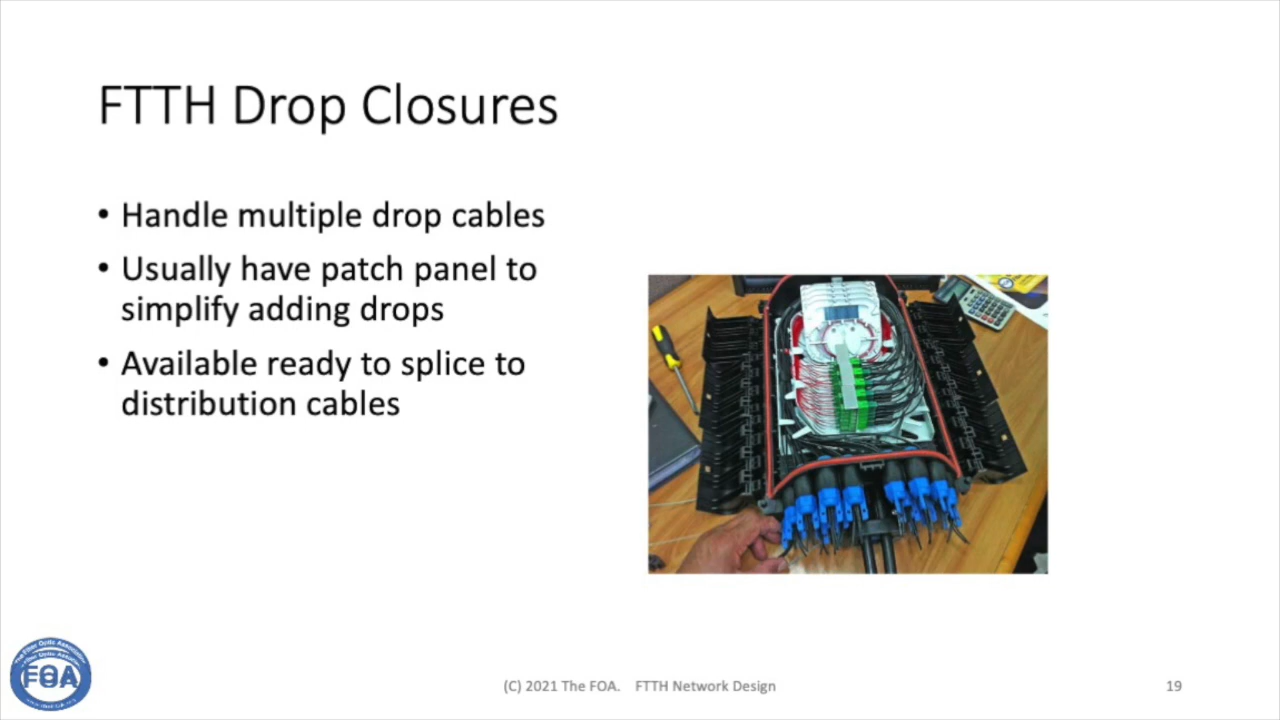 FTTH Drop Closures
• Handle multiple drop cables
• Usually have patch panel to
simplify adding drops
• Available ready to splice to
distribution cables
FOA
(C) 2021 The FOA. FTTH Network Design
19